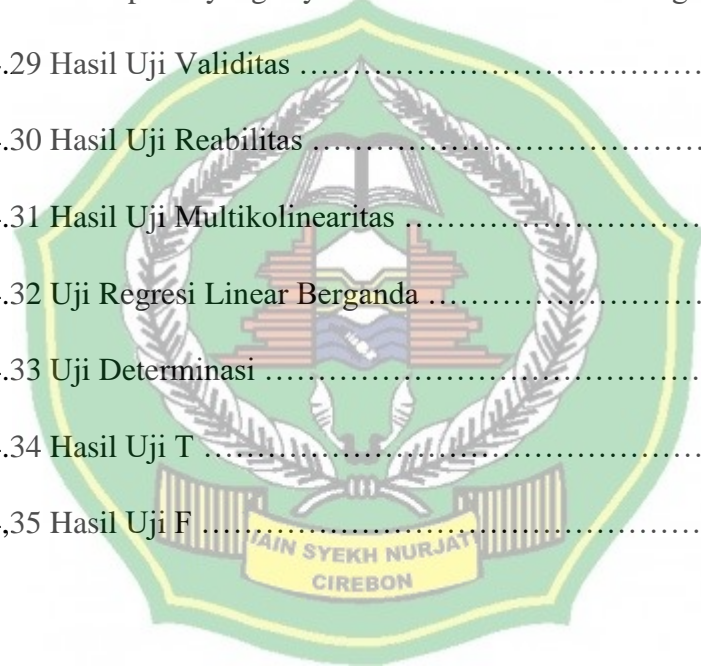 .29 Hasil Uji Validitas ……………………………………
.30 Hasil Uji Reabilitas ……………………………………
.31 Hasil Uji Multikolinearitas ……………………………
.32 Uji Regresi Linear Berganda …………………………
.33 Uji Determinasi …………………………………………
.34 Hasil Uji T ………………………………………………
,35 Hasil Uji F ………………………………………………
IAIN SYEKH NURJATI
CIREBON